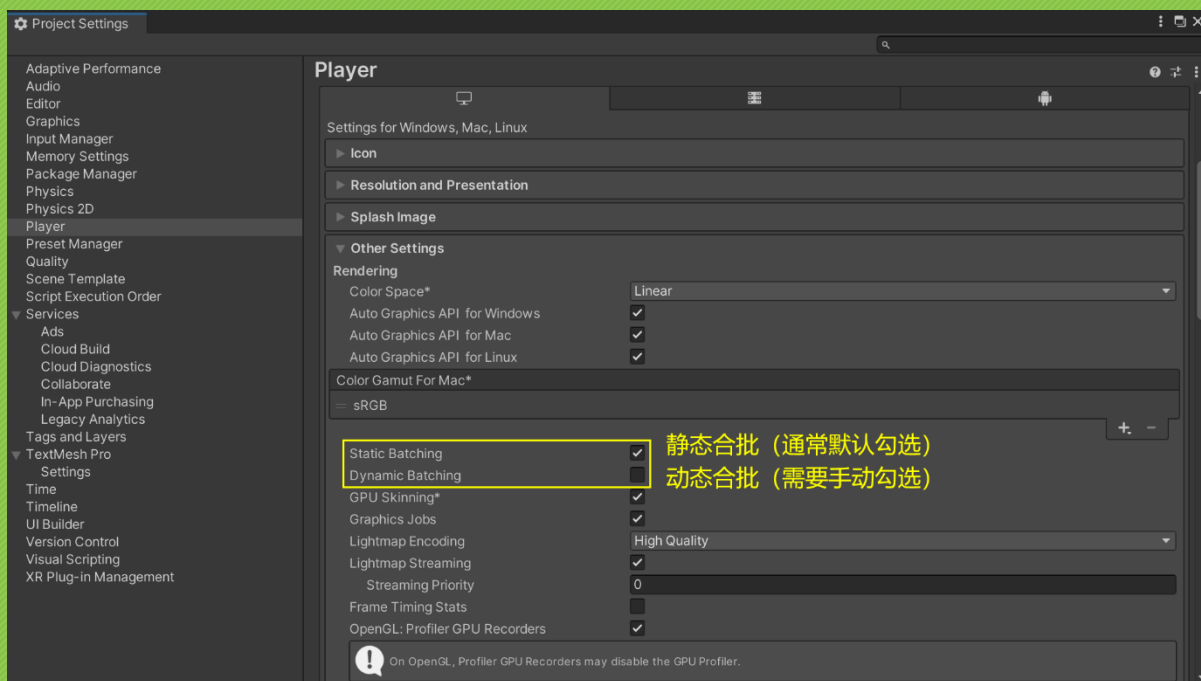 Project Settings
Adaptive Performance
Audio
Editor
Graphics
Input Manager
Memory Settings
Package Manager
Physics
Physics 2D
Player
Preset Manager
Quality
Scene Template
Script Execution Order
Services
Ads
Cloud Build
Cloud Diagnostics
Collaborate
In-App Purchasing
Legacy Analytics
Tags and Layers
TextMesh Pro
Settings
Time
Timeline
UI Builder
Version Control
Visual Scripting
XR Plug-in Management
Player
Settings for Windows, Mac, Linux
Icon
Resolution and Presentation
Splash Image
Other Settings
Rendering
Color Space* Linear
Auto Graphics API for Windows
Auto Graphics API for Mac
Auto Graphics API for Linux
Color Gamut For Mac*
sRGB
Static Batching 静态合批（通常默认勾选）
Dynamic Batching 动态合批（需要手动勾选）
GPU Skinning*
Graphics Jobs
Lightmap Encoding High Quality
Lightmap Streaming
Streaming Priority 0
Frame Timing Stats
OpenGL: Profiler GPU Recorders
On OpenGL, Profiler GPU Recorders may disable the GPU Profiler.